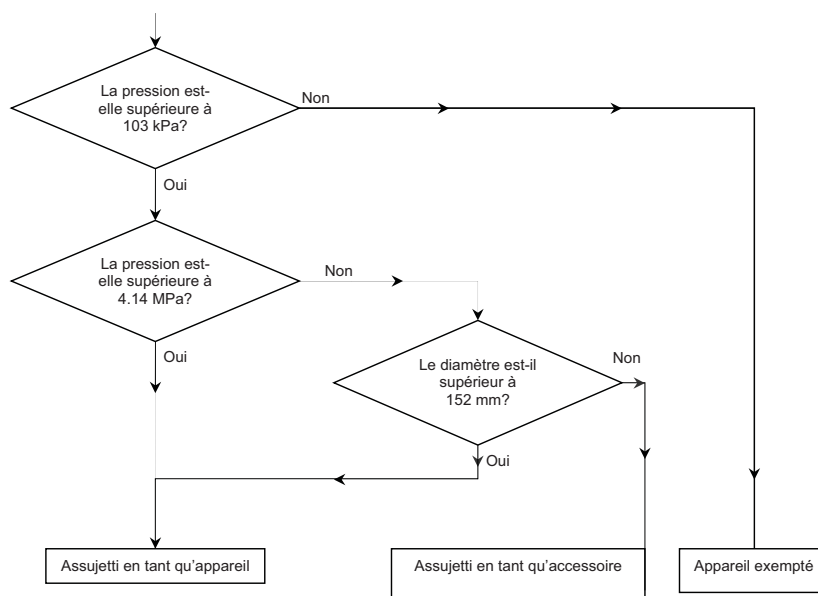 La pression est-
elle supérieure à
103 kPa?
Non
Oui
La pression est-
elle supérieure à
4.14 MPa?
Non
Oui
Le diamètre est-il
supérieur à
152 mm?
Non
Oui
Assujetti en tant qu'appareil
Assujetti en tant qu'accessoire
Appareil exempté